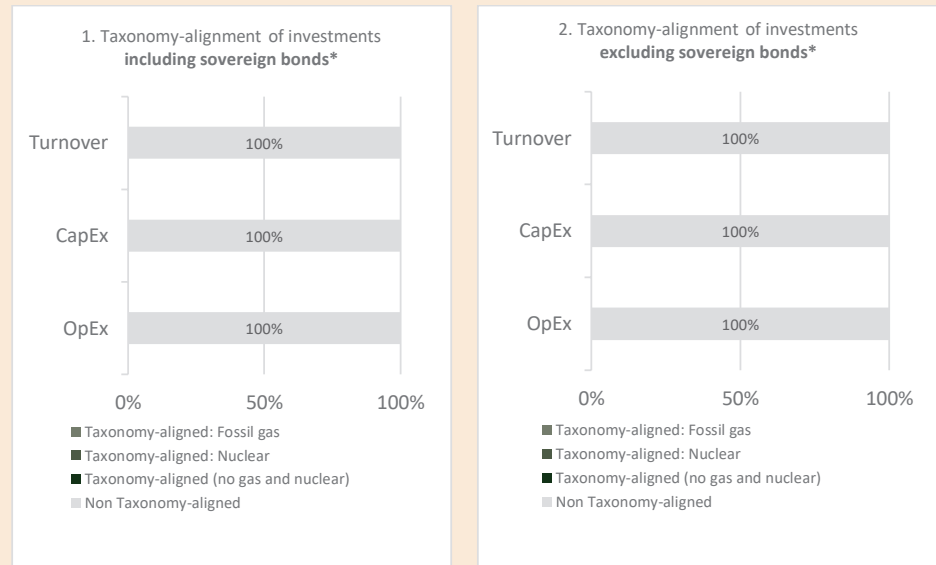 1. Taxonomy-alignment of investments
including sovereign bonds*
Turnover
100%
CapEx
100%
OpEx
100%
0%
50%
100%
Taxonomy-aligned: Fossil gas
Taxonomy-aligned: Nuclear
Taxonomy-aligned (no gas and nuclear)
Non Taxonomy-aligned
2. Taxonomy-alignment of investments
excluding sovereign bonds*
Turnover
100%
CapEx
100%
OpEx
100%
0%
50%
100%
Taxonomy-aligned: Fossil gas
Taxonomy-aligned: Nuclear
Taxonomy-aligned (no gas and nuclear)
Non Taxonomy-aligned